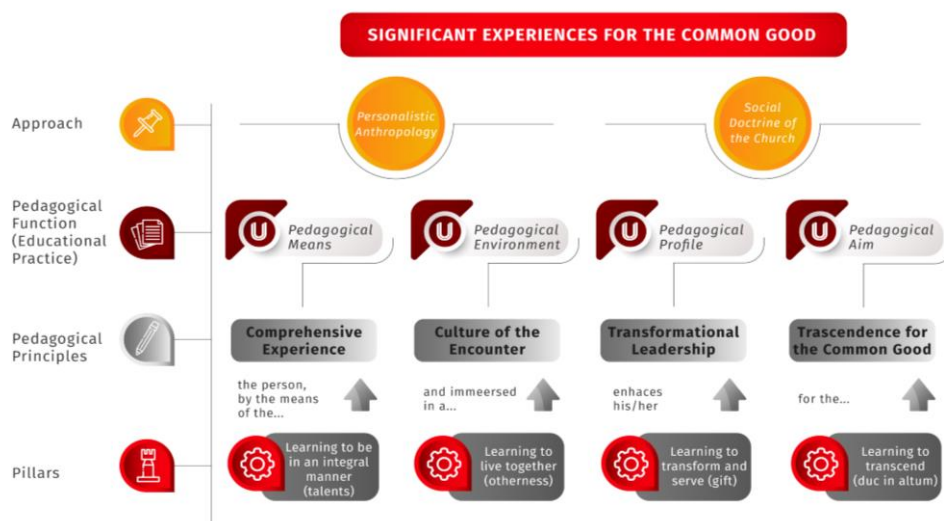 SIGNIFICANT EXPERIENCES FOR THE COMMON GOOD
Approach
Personalistic
Anthropology
Social
Doctrine of
the Church
Pedagogical
Function
(Educational
Practice)
U
Pedagogical
Means
U
Pedagogical
Environment
U
Pedagogical
Profile
U
Pedagogical
Aim
Pedagogical
Principles
Comprehensive
Experience
Culture of the
Encounter
Transformational
Leadership
Trascendence for
the Common Good
the person,
by the means
of the...
and immeersed
in a...
enhaces
his/her
for the...
Pillars
Learning to be
in an integral
manner
(talents)
Learning to
live together
(otherness)
Learning to
transform and
serve (gift)
Learning to
transcend
(duc in altum)